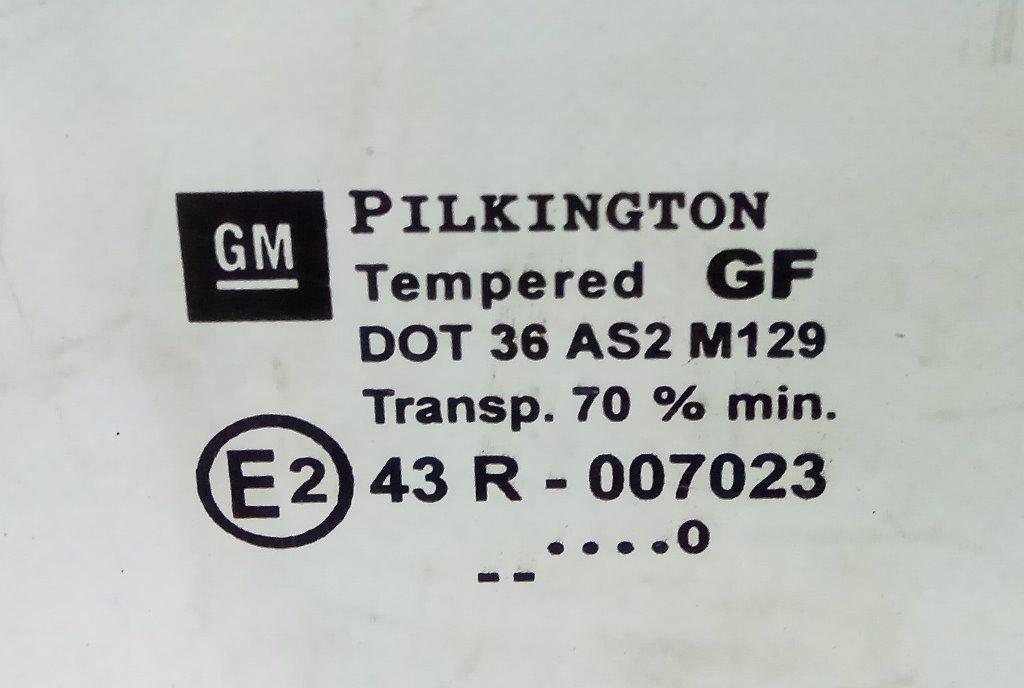 GM
PILKINGTON
Tempered GF
DOT 36 AS2 M129
Transp. 70 % min.
E2 43 R - 007023
....0
--